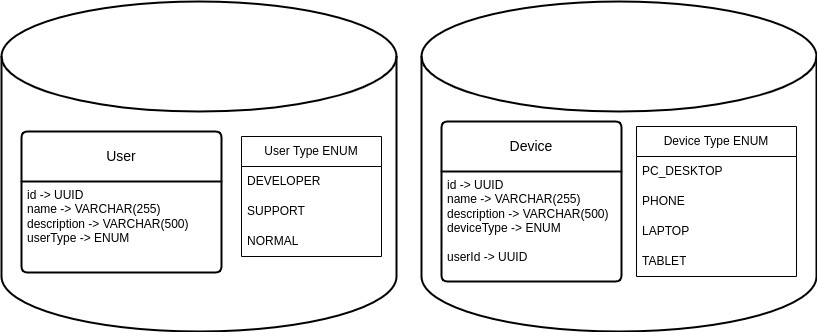 User
id -> UUID
name -> VARCHAR(255)
description -> VARCHAR(500)
userType -> ENUM
User Type ENUM
DEVELOPER
SUPPORT
NORMAL
Device
id -> UUID
name -> VARCHAR(255)
description -> VARCHAR(500)
deviceType -> ENUM
userId -> UUID
Device Type ENUM
PC_DESKTOP
PHONE
LAPTOP
TABLET